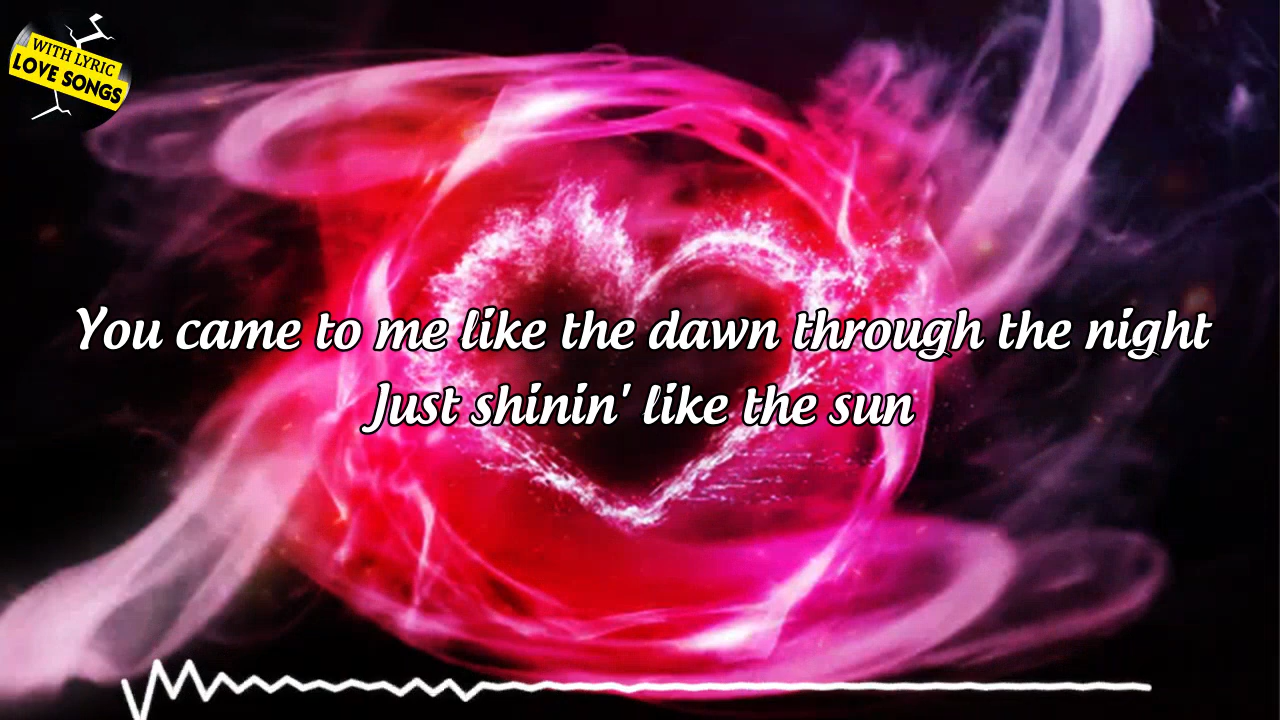 WITH LYRIC
LOVE SONGS
You came to me like the dawn through the night
Just shinin' like the sun